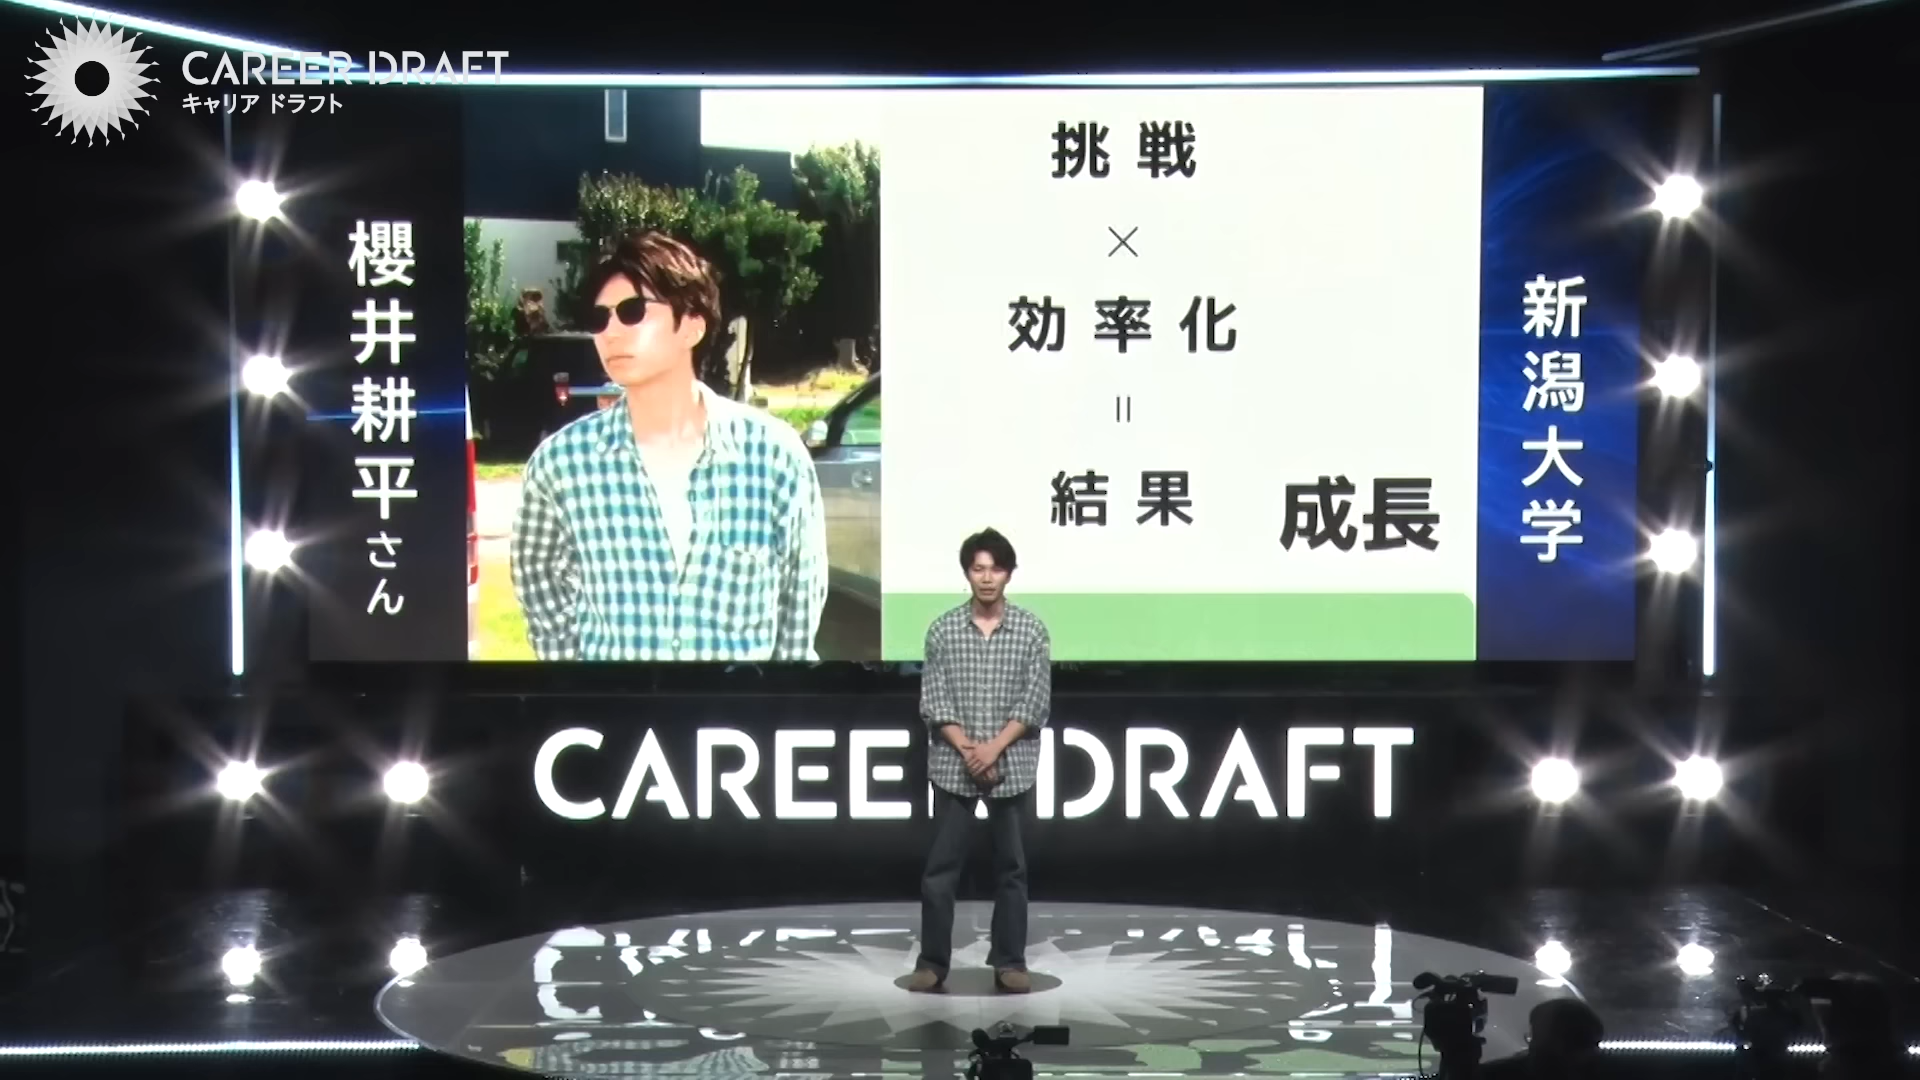 CAREER DRAFT
キャリア ドラフト
櫻井耕平さん
挑戦
×
効率化
=
結果 成長
新潟大学
CAREER DRAFT